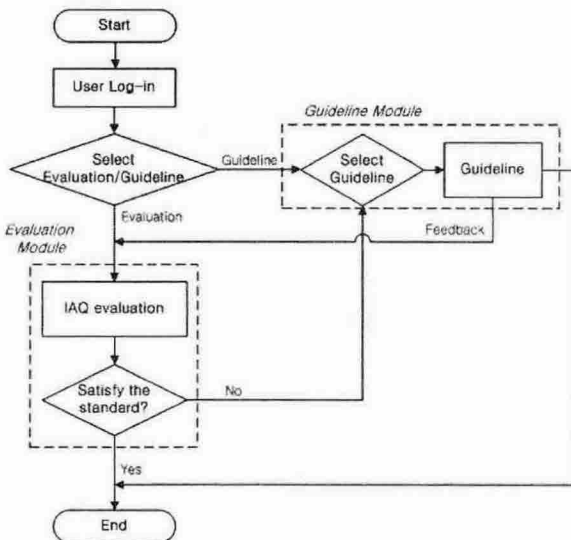 Start
User Log-in
Guideline Module
Select
Evaluation/Guideline
Guideline
Select
Guideline
Guideline
Evaluation
Feedback
Evaluation
Module
IAQ evaluation
Satisfy the
standard?
No
Yes
End